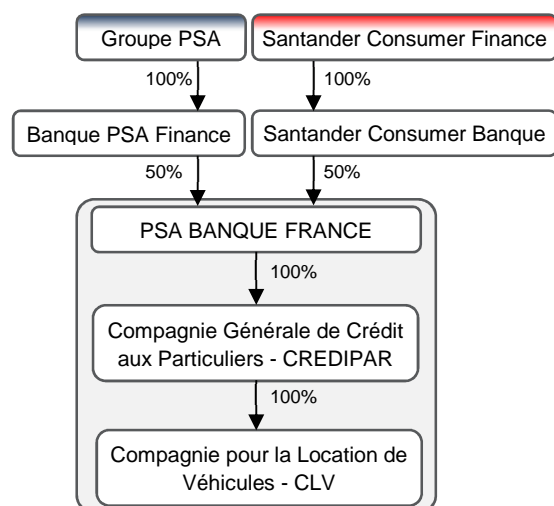 Groupe PSA
Santander Consumer Finance
100%
100%
Banque PSA Finance
Santander Consumer Banque
50%
50%
PSA BANQUE FRANCE
100%
Compagnie Générale de Crédit
aux Particuliers - CREDIPAR
100%
Compagnie pour la Location de
Véhicules - CLV